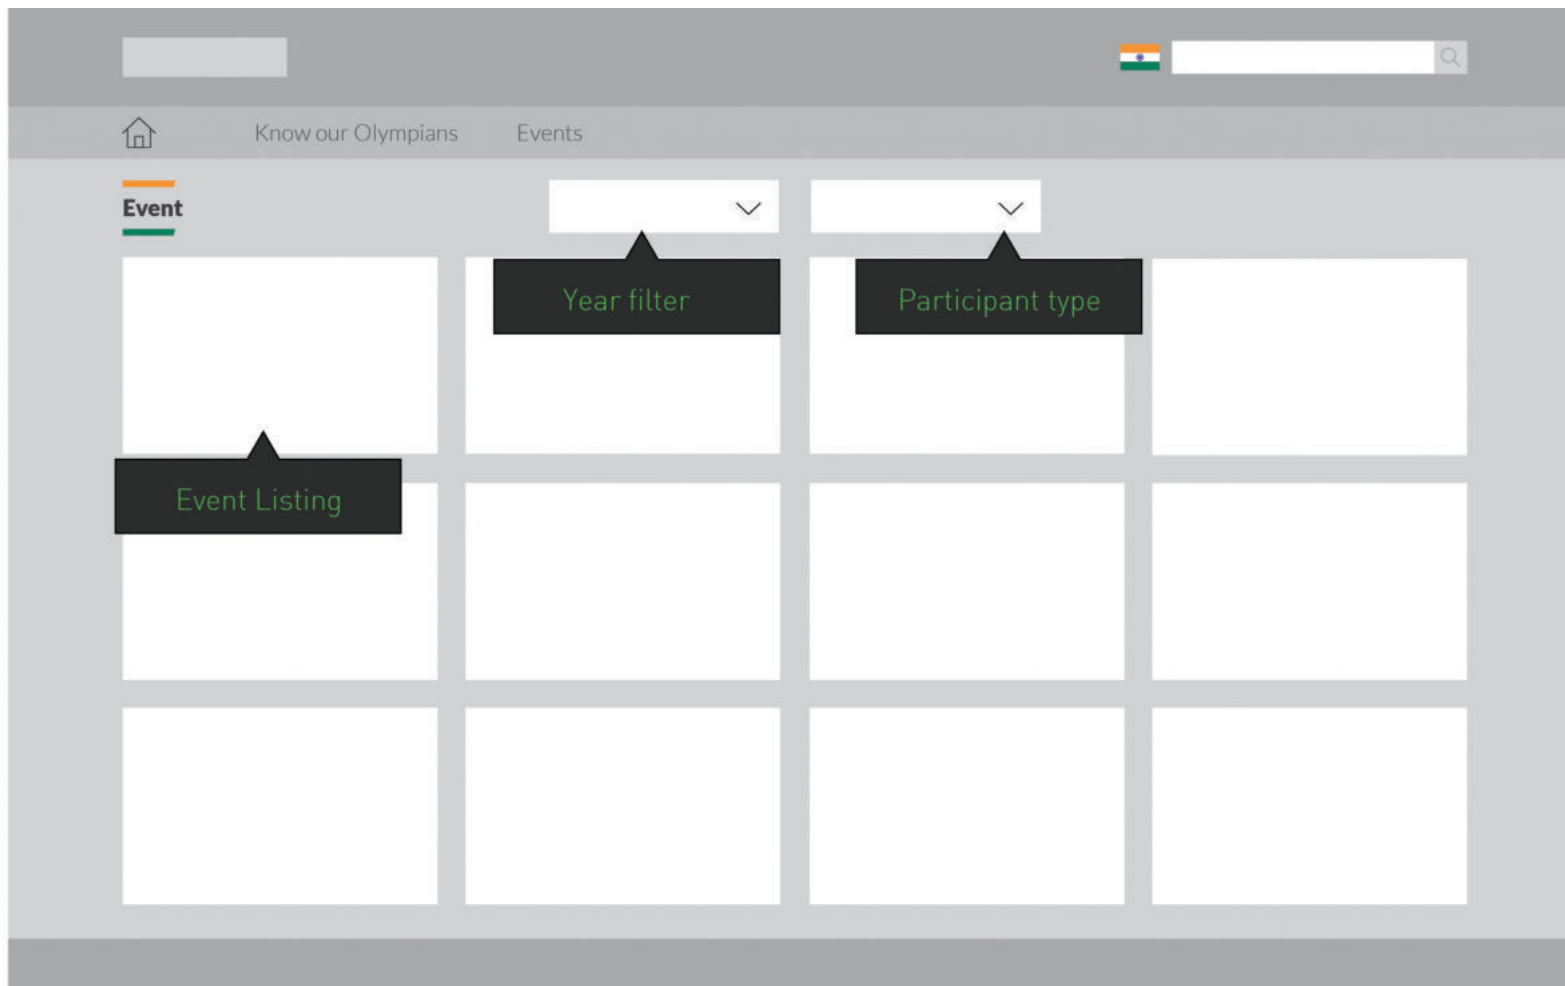 Know our Olympians
Events
Event
Year filter
Participant type
Event Listing